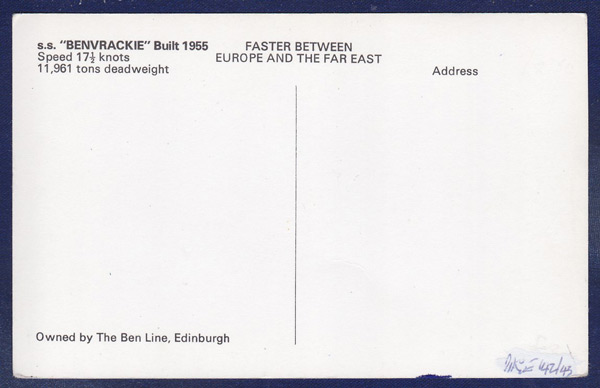 s.s. "BENVRACKIE" Built 1955
Speed 17½ knots
11,961 tons deadweight
FASTER BETWEEN
EUROPE AND THE FAR EAST
Address
Owned by The Ben Line, Edinburgh